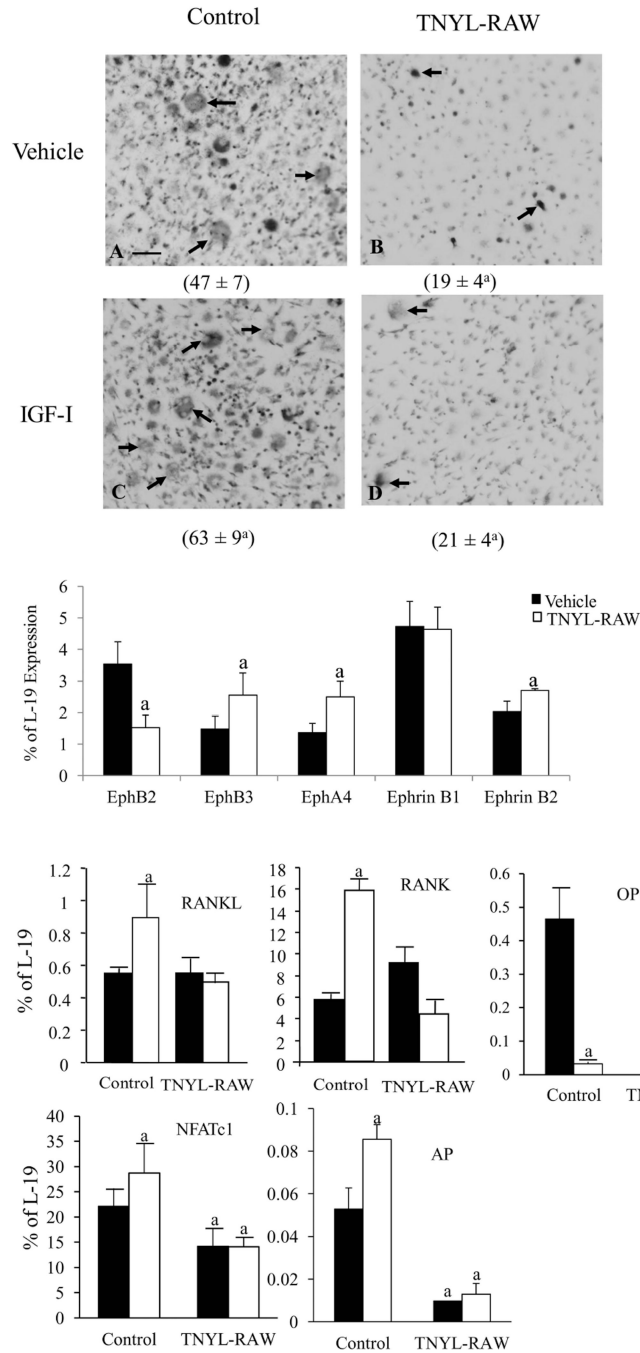 Control TNYL-RAW
Vehicle
A
B
(47 ± 7) (19 ± 4ᵃ)
IGF-I
C
D
(63 ± 9ᵃ) (21 ± 4ᵃ)
% of L-19 Expression
6
5
4
3
2
1
0
Vehicle
TNYL-RAW
a
a
a
a
EphB2 EphB3 EphA4 Ephrin B1 Ephrin B2
% of L-19
1.2
1
0.8
0.6
0.4
0.2
0
a
RANKL
Control TNYL-RAW
18
16
14
12
10
8
6
4
2
0
a
RANK
Control TNYL-RAW
0.6
0.5
0.4
0.3
0.2
0.1
0
OP
a
Control
% of L-19
40
35
30
25
20
15
10
5
0
a
NFATc1
a
a
Control TNYL-RAW
0.1
0.08
0.06
0.04
0.02
0
a
AP
a
a
Control TNYL-RAW